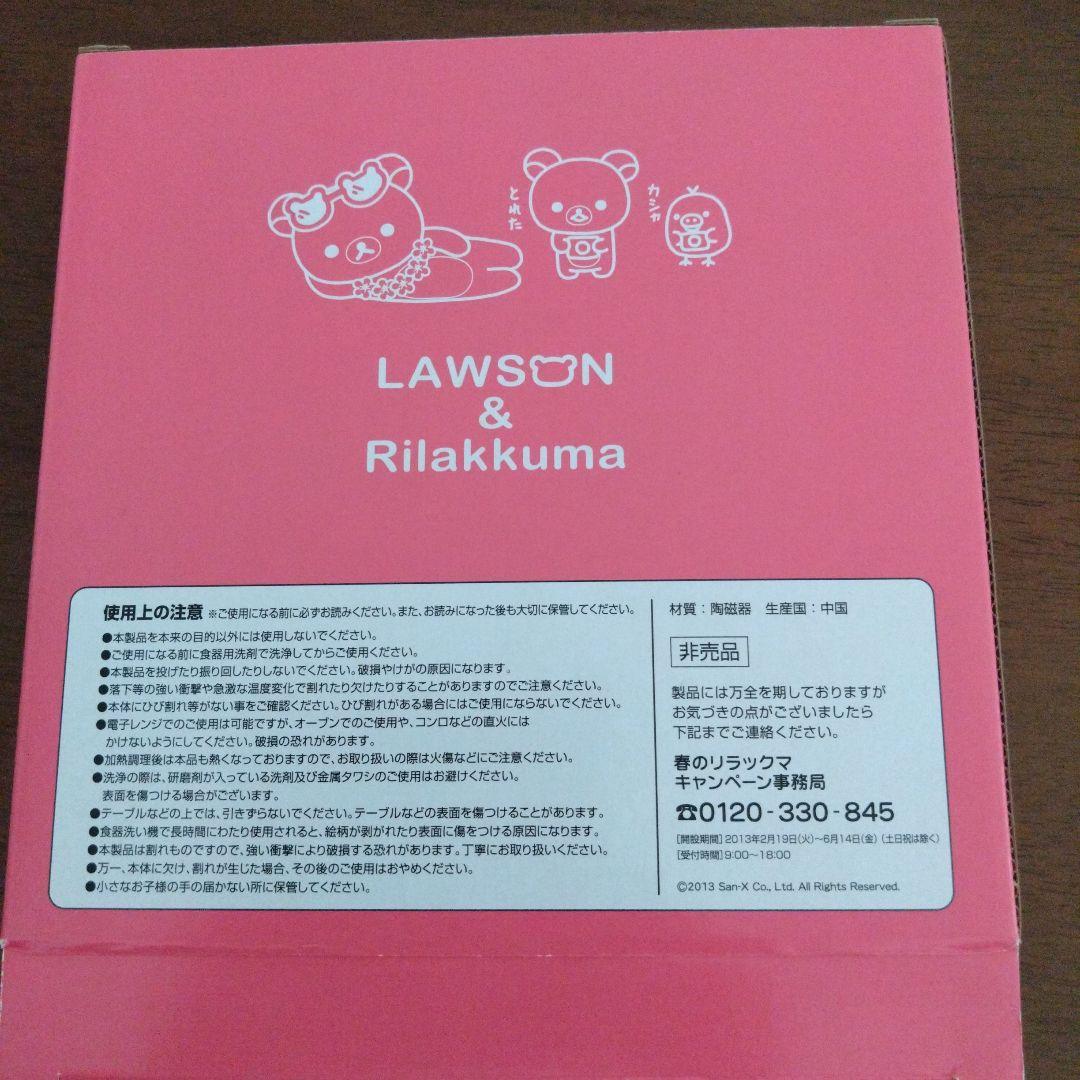 とれた
カシャ
LAWSON
&
Rilakkuma
使用上の注意 ※ご使用になる前に必ずお読みください。また、お読みになった後も大切に保管してください。
●本製品を本来の目的以外には使用しないでください。
●ご使用になる前に食器用洗剤で洗浄してからご使用ください。
●本製品を投げたり振り回したりしないでください。破損やけがの原因になります。
●落下等の強い衝撃や急激な温度変化で割れたり欠けたりすることがありますのでご注意ください。
●本体にひび割れ等がない事をご確認ください。ひび割れがある場合にはご使用にならないでください。
●電子レンジでのご使用は可能ですが、オーブンでのご使用や、コンロなどの直火には
かけないようにしてください。破損の恐れがあります。
●加熱調理後は本品も熱くなっておりますので、お取り扱いの際は火傷などにご注意ください。
●洗浄の際は、研磨剤が入っている洗剤及び金属タワシのご使用はお避けください。
表面を傷つける場合がございます。
●テーブルなどの上では、引きずらないでください。テーブルなどの表面を傷つけることがあります。
●食器洗い機で長時間にわたり使用されると、絵柄が剥がれたり表面に傷をつける原因になります。
●本製品は割れものですので、強い衝撃により破損する恐れがあります。丁寧にお取り扱いください。
●万一、本体に欠け、割れが生じた場合、その後のご使用はおやめください。
●小さなお子様の手の届かない所に保管してください。
材質：陶磁器 生産国：中国
非売品
製品には万全を期しておりますが
お気づきの点がございましたら
下記までご連絡ください。
春のリラックマ
キャンペーン事務局
☎0120-330-845
[開設期間] 2013年2月19日(火)〜6月14日(金) (土日祝は除く)
[受付時間] 9:00〜18:00
©2013 San-X Co., Ltd. All Rights Reserved.